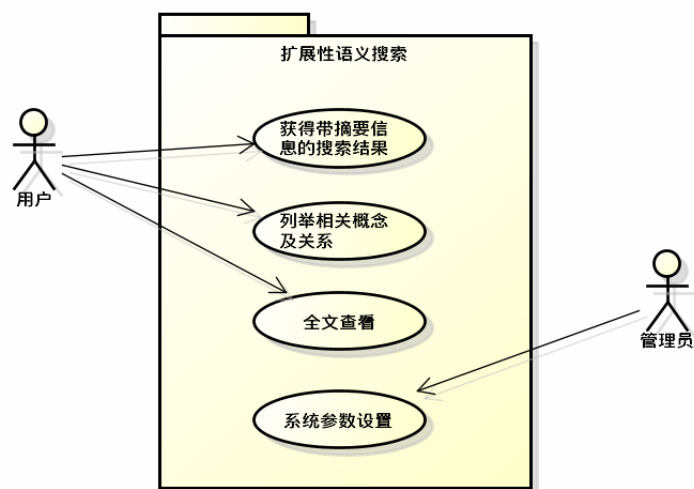 扩展性语义搜索
获得带摘要信
息的搜索结果
用户
列举相关概念
及关系
全文查看
管理员
系统参数设置